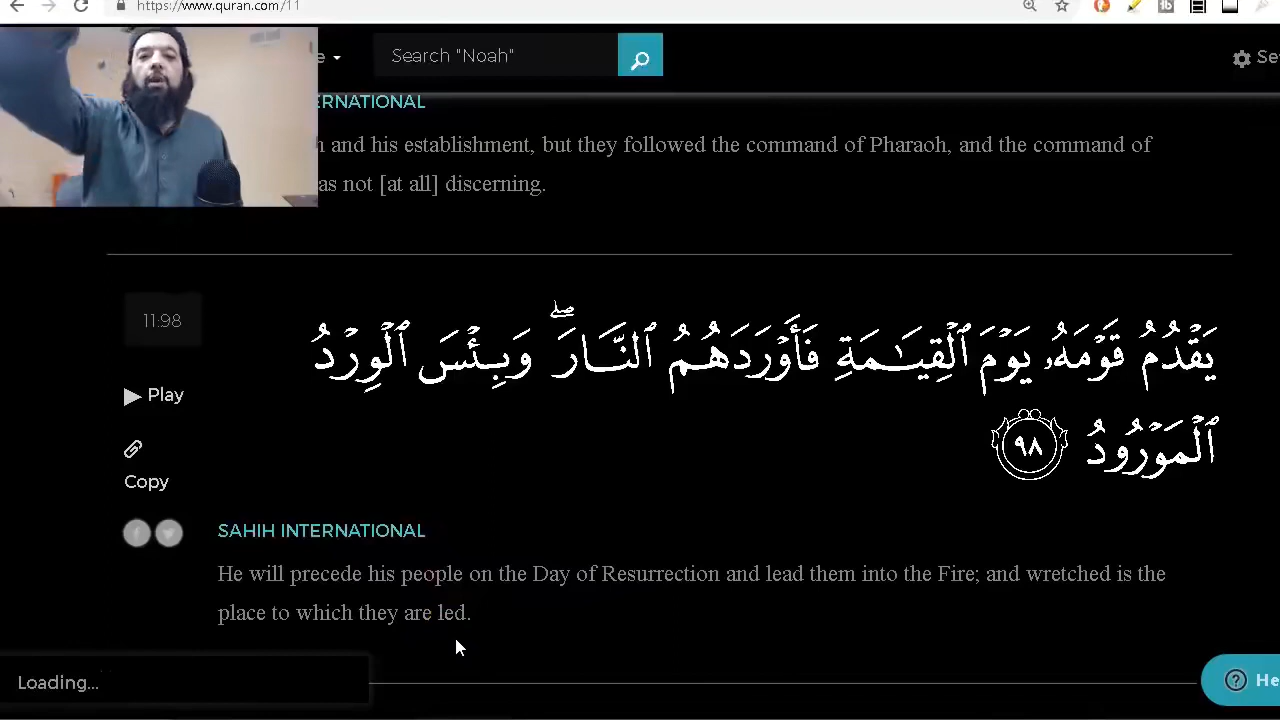 https://www.quran.com/11
Search "Noah"
ERNATIONAL
and his establishment, but they followed the command of Pharaoh, and the command of
not [at all] discerning.
11:98
يَقْدُمُ قَوْمَهُۥ يَوْمَ ٱلْقِيَـٰمَةِ فَأَوْرَدَهُمُ ٱلنَّارَ ۖ وَبِئْسَ ٱلْوِرْدُ
ٱلْمَوْرُودُ ٩٨
Play
Copy
SAHIH INTERNATIONAL
He will precede his people on the Day of Resurrection and lead them into the Fire; and wretched is the
place to which they are led.
Loading...